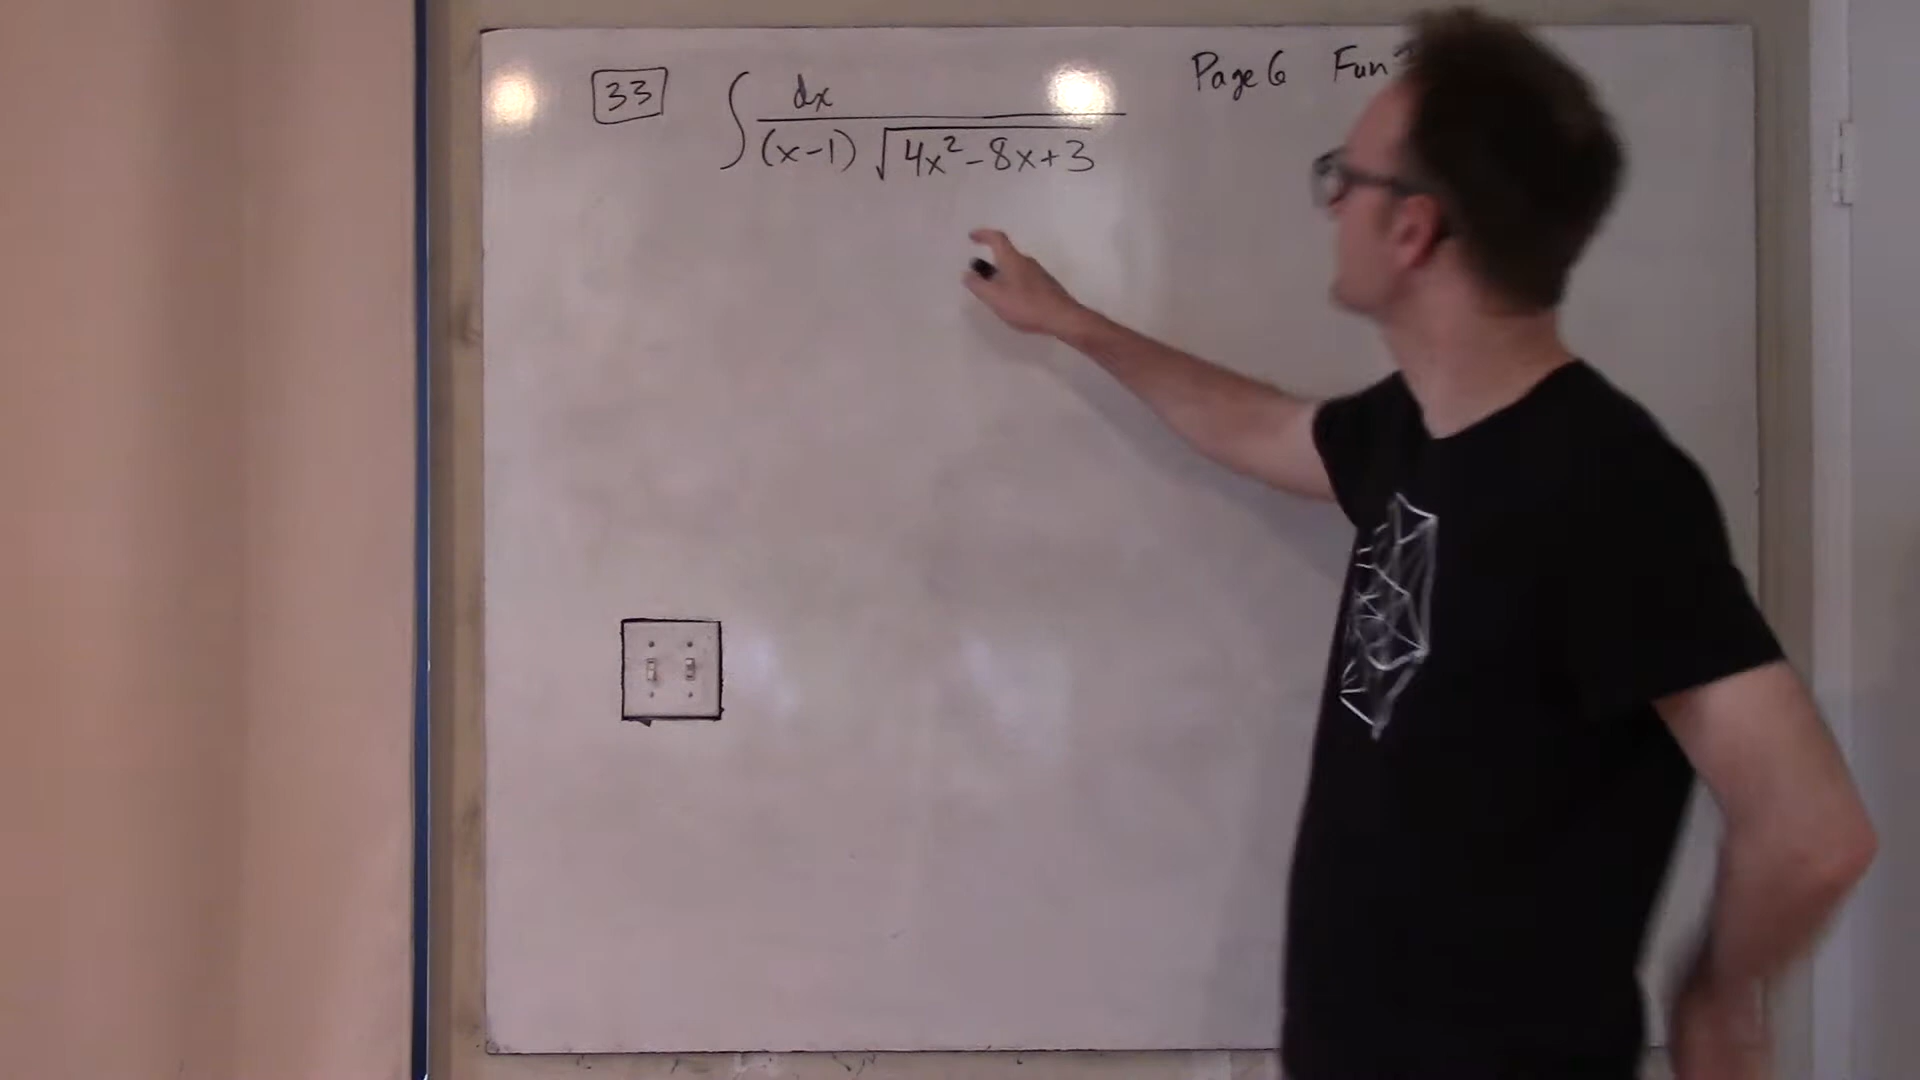 33 ∫ dx / ((x-1) √(4x²-8x+3))
Page 6 Fun